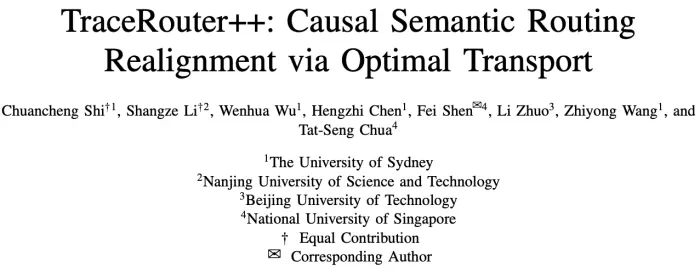 TraceRouter++: Causal Semantic Routing
Realignment via Optimal Transport
Chuancheng Shi†1, Shangze Li†2, Wenhua Wu1, Hengzhi Chen1, Fei Shen✉4, Li Zhuo3, Zhiyong Wang1, and
Tat-Seng Chua4
1The University of Sydney
2Nanjing University of Science and Technology
3Beijing University of Technology
4National University of Singapore
† Equal Contribution
✉ Corresponding Author